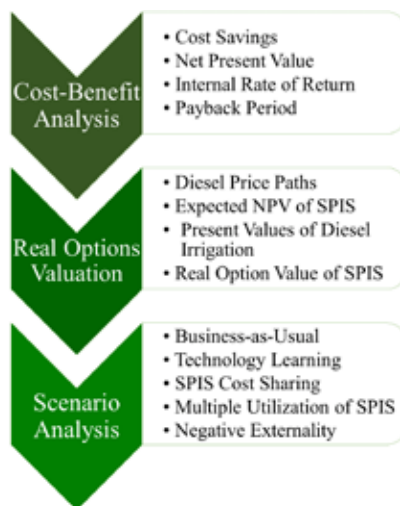 Cost-Benefit
Analysis
• Cost Savings
• Net Present Value
• Internal Rate of Return
• Payback Period
Real Options
Valuation
• Diesel Price Paths
• Expected NPV of SPIS
• Present Values of Diesel
Irrigation
• Real Option Value of SPIS
Scenario
Analysis
• Business-as-Usual
• Technology Learning
• SPIS Cost Sharing
• Multiple Utilization of SPIS
• Negative Externality